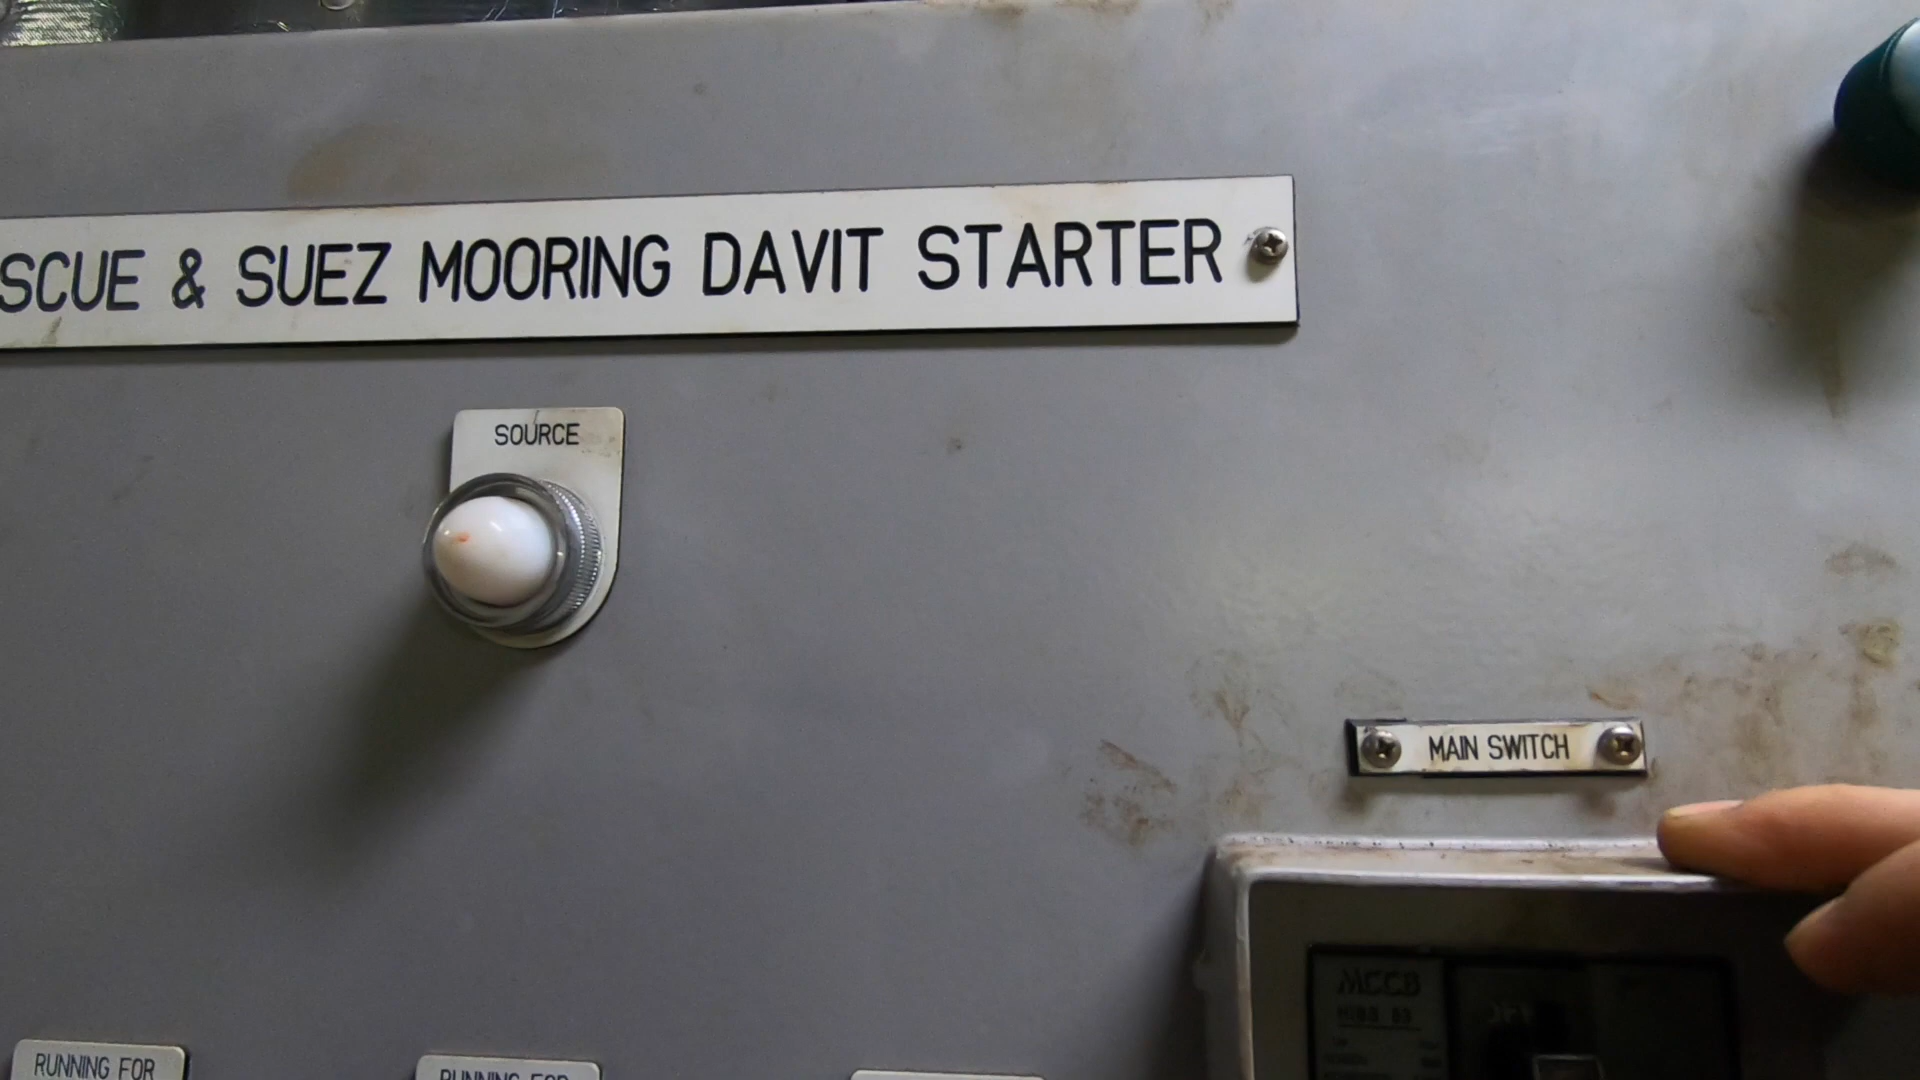 SCUE & SUEZ MOORING DAVIT STARTER
SOURCE
MAIN SWITCH
MCCB
RUNNING FOR
RUNNING FOR